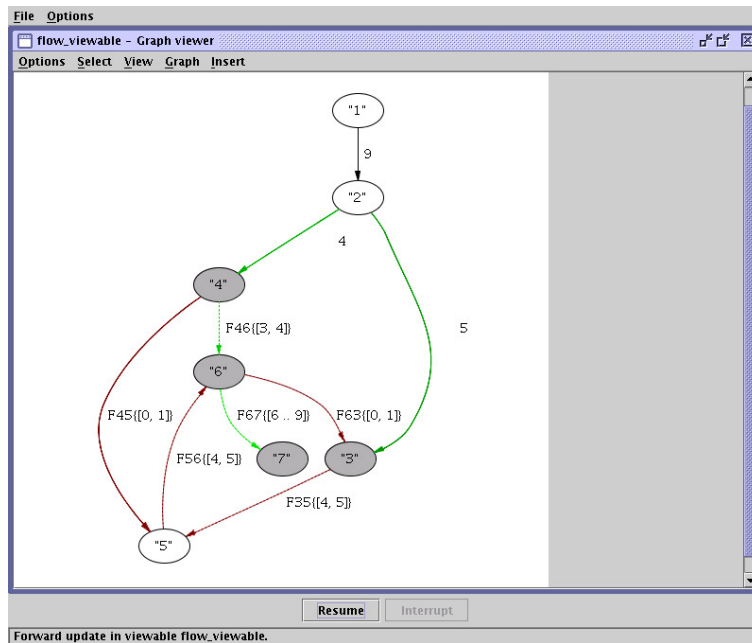 File Options
flow_viewable - Graph viewer
Options Select View Graph Insert
"1"
9
"2"
4
"4"
5
F46{[3, 4]}
"6"
F45{[0, 1]}
F67{[6 .. 9]}
F63{[0, 1]}
F56{[4, 5]}
"7"
"3"
F35{[4, 5]}
"5"
Resume Interrupt
Forward update in viewable flow_viewable.